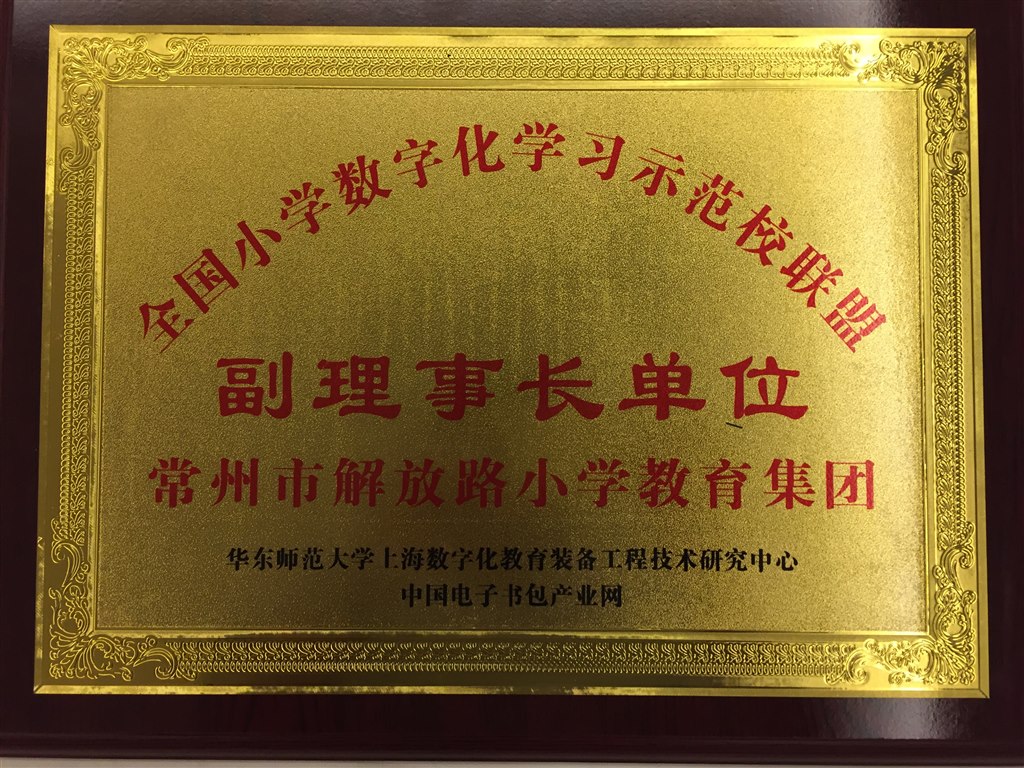 全国小学数字化学习示范校联盟
副理事长单位
常州市解放路小学教育集团
华东师范大学上海数字化教育装备工程技术研究中心
中国电子书包产业网